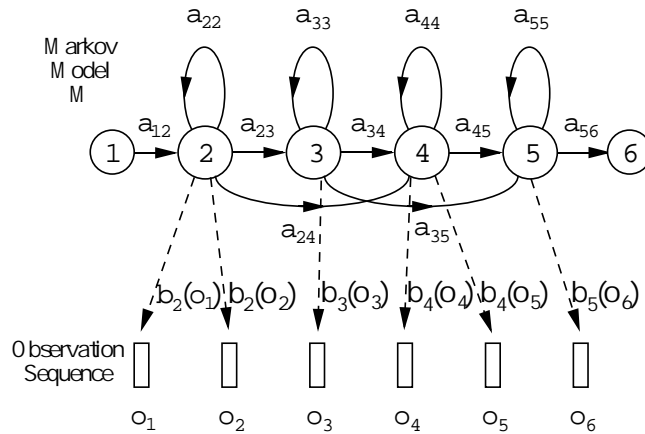 a22 a33 a44 a55
Markov
Model
M
a12 a23 a34 a45 a56
1 2 3 4 5 6
a24 a35
b2(o1) b2(o2) b3(o3) b4(o4) b4(o5) b5(o6)
Observation
Sequence
o1 o2 o3 o4 o5 o6